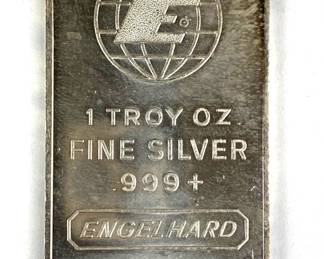 E
1 TROY OZ
FINE SILVER
.999+
ENGELHARD